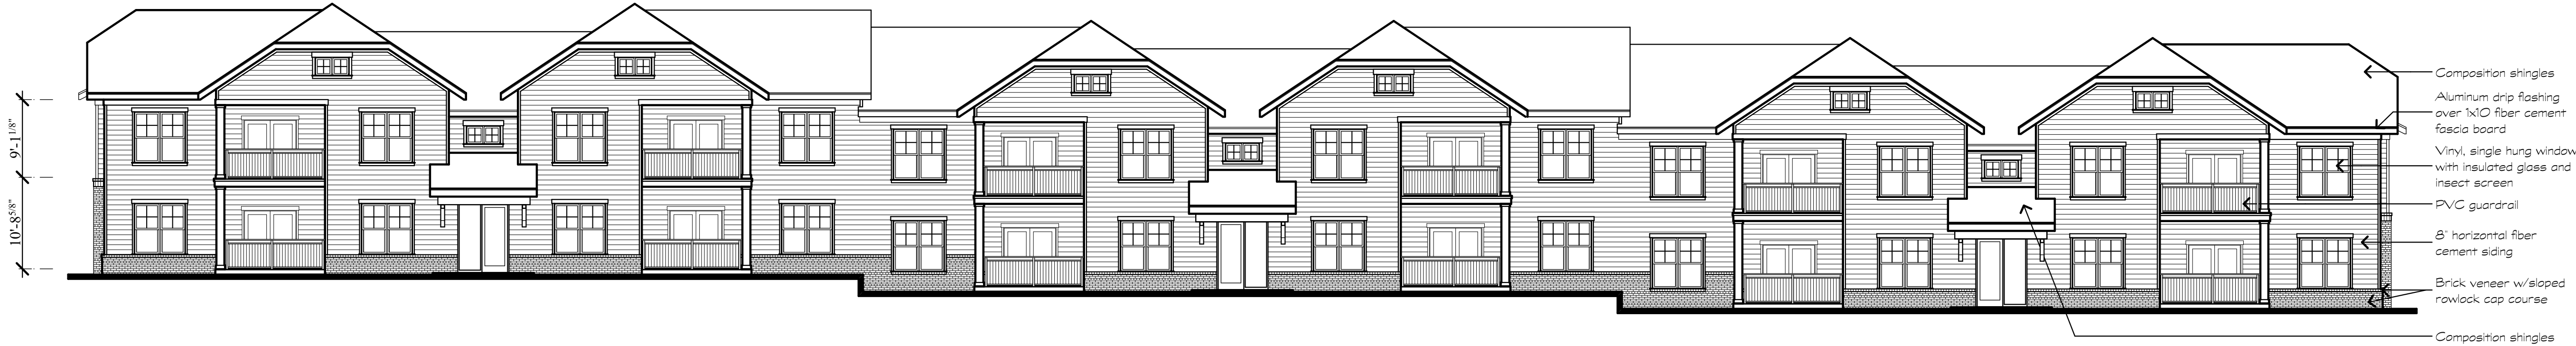 9'-1 1/8"
10'-8 5/8"
Composition shingles
Aluminum drip flashing
over 1x10 fiber cement
fascia board
Vinyl, single hung window
with insulated glass and
insect screen
PVC guardrail
8" horizontal fiber
cement siding
Brick veneer w/sloped
rowlock cap course
Composition shingles